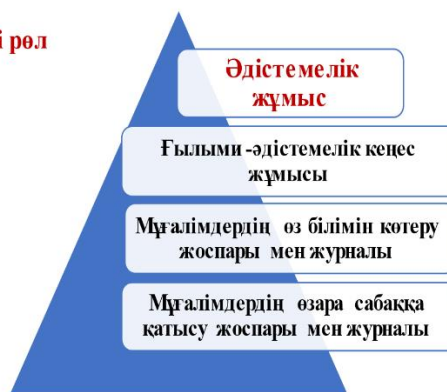 і рөл
Әдістемелік
жұмыс
Ғылыми -әдістемелік кеңес
жұмысы
Мұғалімдердің өз білімін көтеру
жоспары мен журналы
Мұғалімдердің өзара сабаққа
қатысу жоспары мен журналы